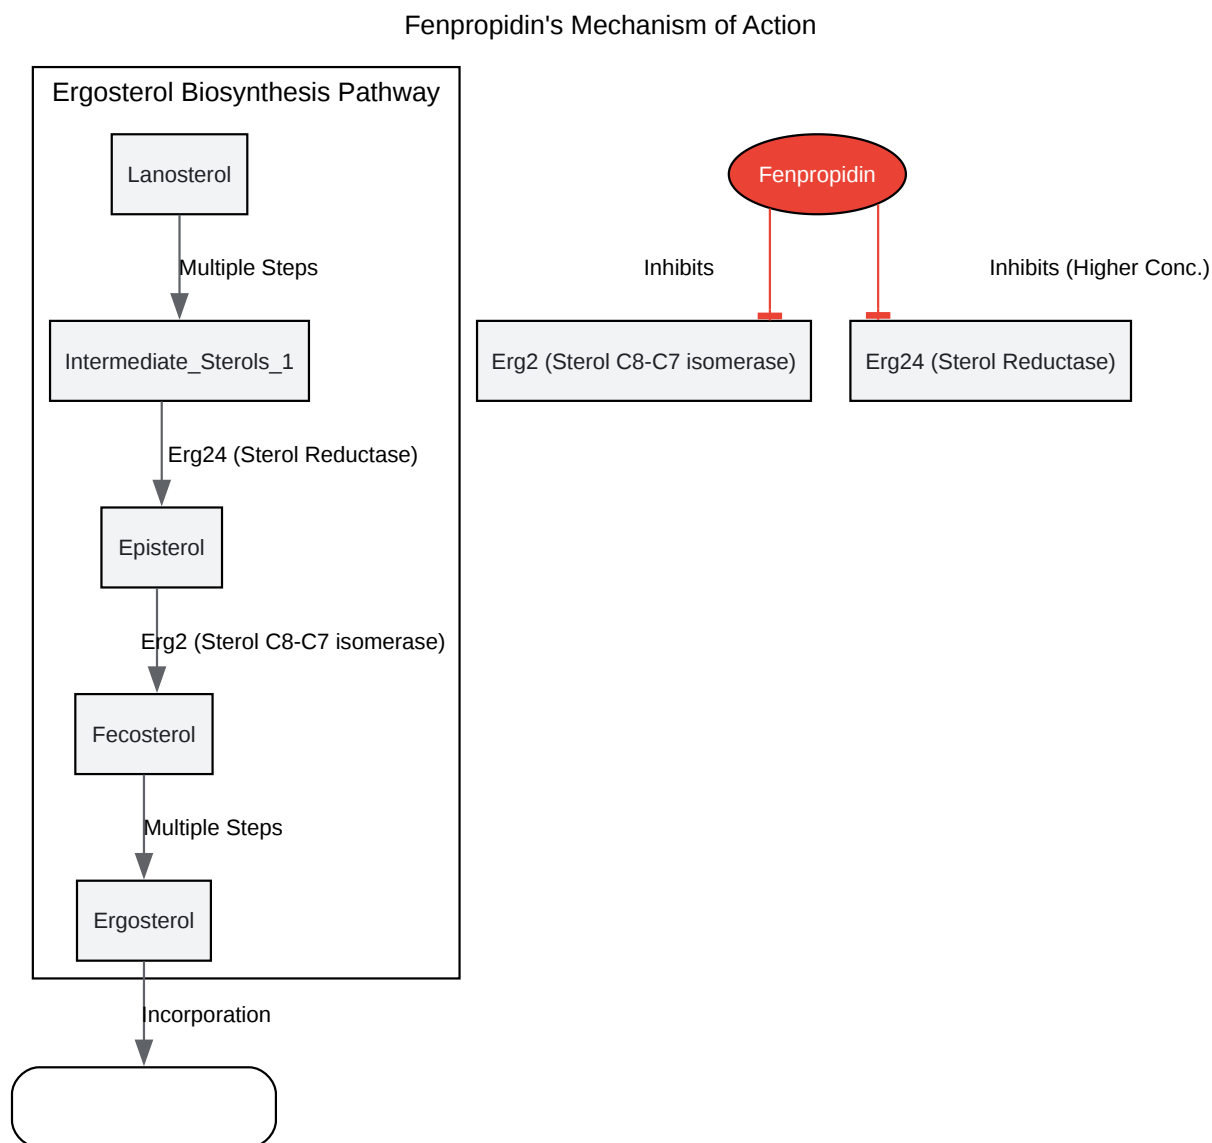 Fenpropidin's Mechanism of Action
Ergosterol Biosynthesis Pathway
Lanosterol
Fenpropidin
Multiple Steps
Inhibits
Inhibits (Higher Conc.)
Intermediate_Sterols_1
Erg2 (Sterol C8-C7 isomerase)
Erg24 (Sterol Reductase)
Erg24 (Sterol Reductase)
Episterol
Erg2 (Sterol C8-C7 isomerase)
Fecosterol
Multiple Steps
Ergosterol
Incorporation